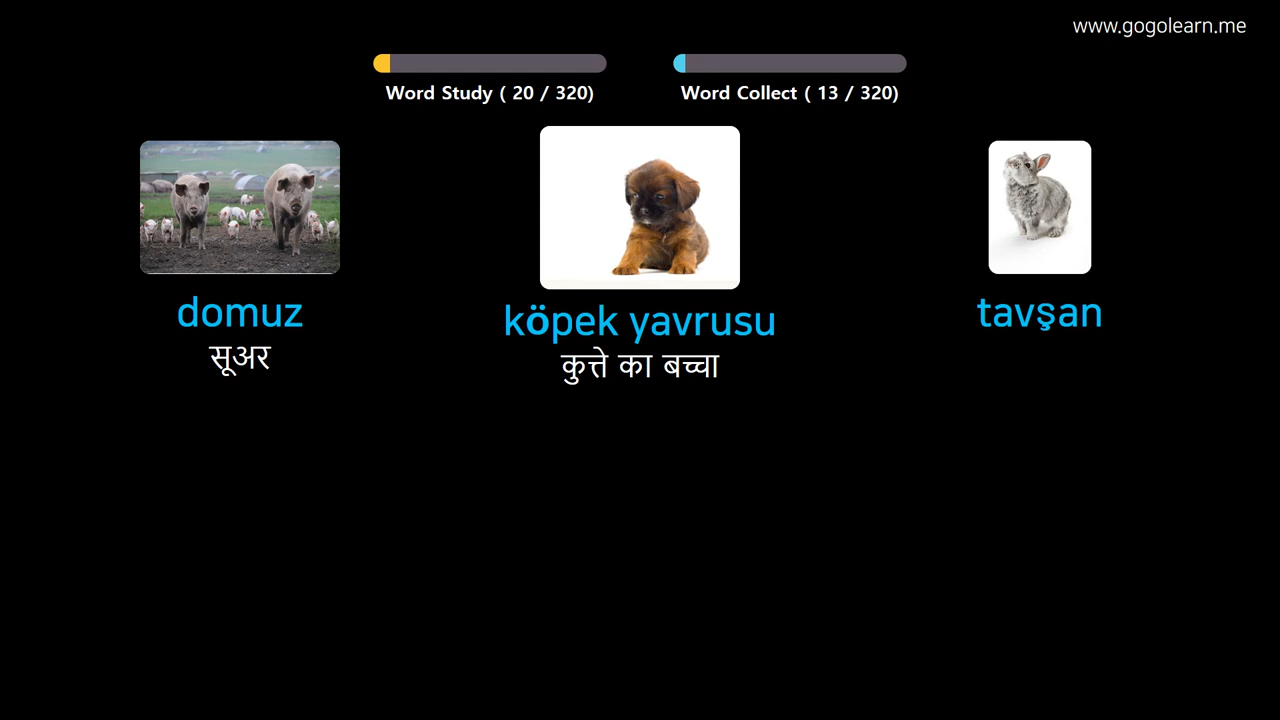 www.gogolearn.me
Word Study ( 20 / 320)
Word Collect ( 13 / 320)
domuz
सूअर
köpek yavrusu
कुत्ते का बच्चा
tavşan